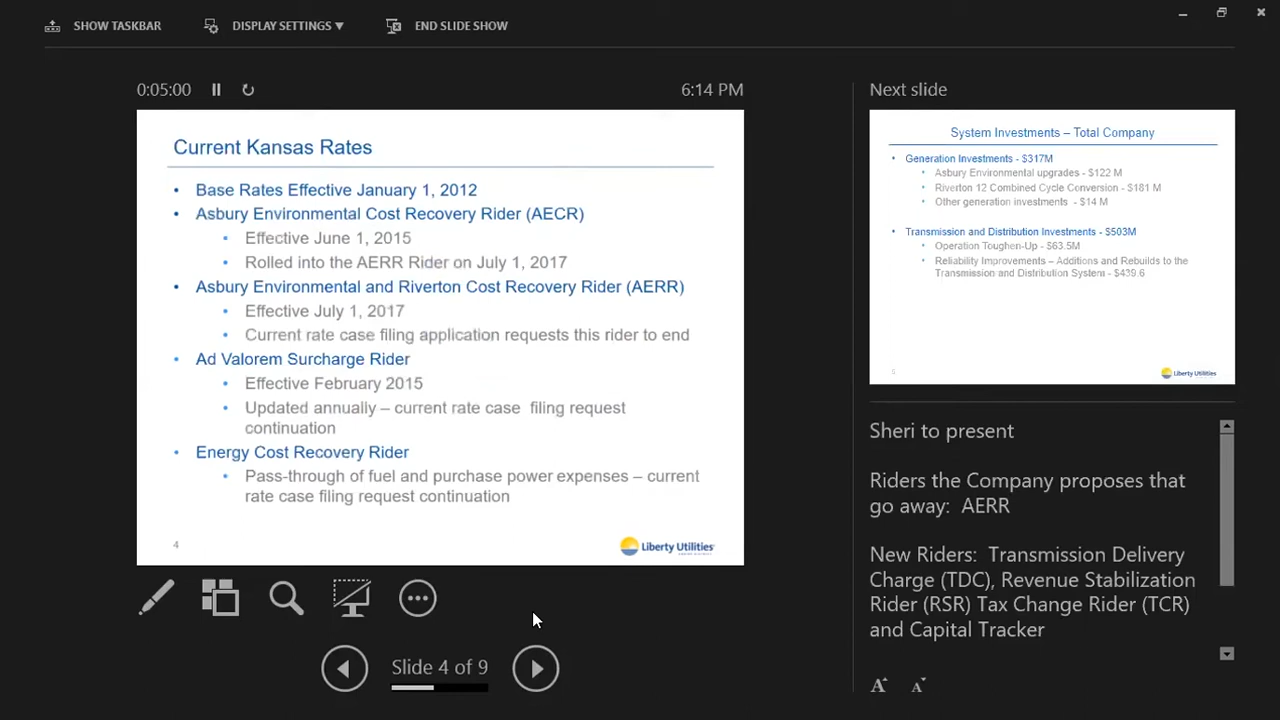 SHOW TASKBAR
DISPLAY SETTINGS ▼
END SLIDE SHOW
0:05:00
6:14 PM
Current Kansas Rates
• Base Rates Effective January 1, 2012
• Asbury Environmental Cost Recovery Rider (AECR)
• Effective June 1, 2015
• Rolled into the AERR Rider on July 1, 2017
• Asbury Environmental and Riverton Cost Recovery Rider (AERR)
• Effective July 1, 2017
• Current rate case filing application requests this rider to end
• Ad Valorem Surcharge Rider
• Effective February 2015
• Updated annually – current rate case filing request
continuation
• Energy Cost Recovery Rider
• Pass-through of fuel and purchase power expenses – current
rate case filing request continuation
4
Liberty Utilities
Slide 4 of 9
Next slide
System Investments – Total Company
• Generation Investments - $317M
• Asbury Environmental upgrades - $122 M
• Riverton 12 Combined Cycle Conversion - $181 M
• Other generation investments - $14 M
• Transmission and Distribution Investments - $503M
• Operation Toughen-Up - $63.5M
• Reliability Improvements – Additions and Rebuilds to the
Transmission and Distribution System - $439.6
5
Liberty Utilities
Sheri to present
Riders the Company proposes that
go away: AERR
New Riders: Transmission Delivery
Charge (TDC), Revenue Stabilization
Rider (RSR) Tax Change Rider (TCR)
and Capital Tracker
A A